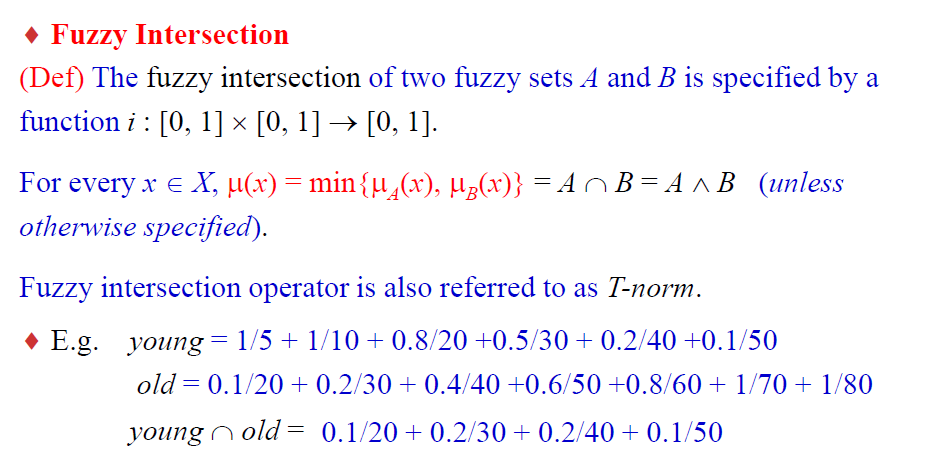 ♦ Fuzzy Intersection
(Def) The fuzzy intersection of two fuzzy sets A and B is specified by a
function i : [0, 1] × [0, 1] → [0, 1].
For every x ∈ X, μ(x) = min{μ_A(x), μ_B(x)} = A ∩ B = A ∧ B (unless
otherwise specified).
Fuzzy intersection operator is also referred to as T-norm.
♦ E.g. young = 1/5 + 1/10 + 0.8/20 +0.5/30 + 0.2/40 +0.1/50
old = 0.1/20 + 0.2/30 + 0.4/40 +0.6/50 +0.8/60 + 1/70 + 1/80
young ∩ old = 0.1/20 + 0.2/30 + 0.2/40 + 0.1/50